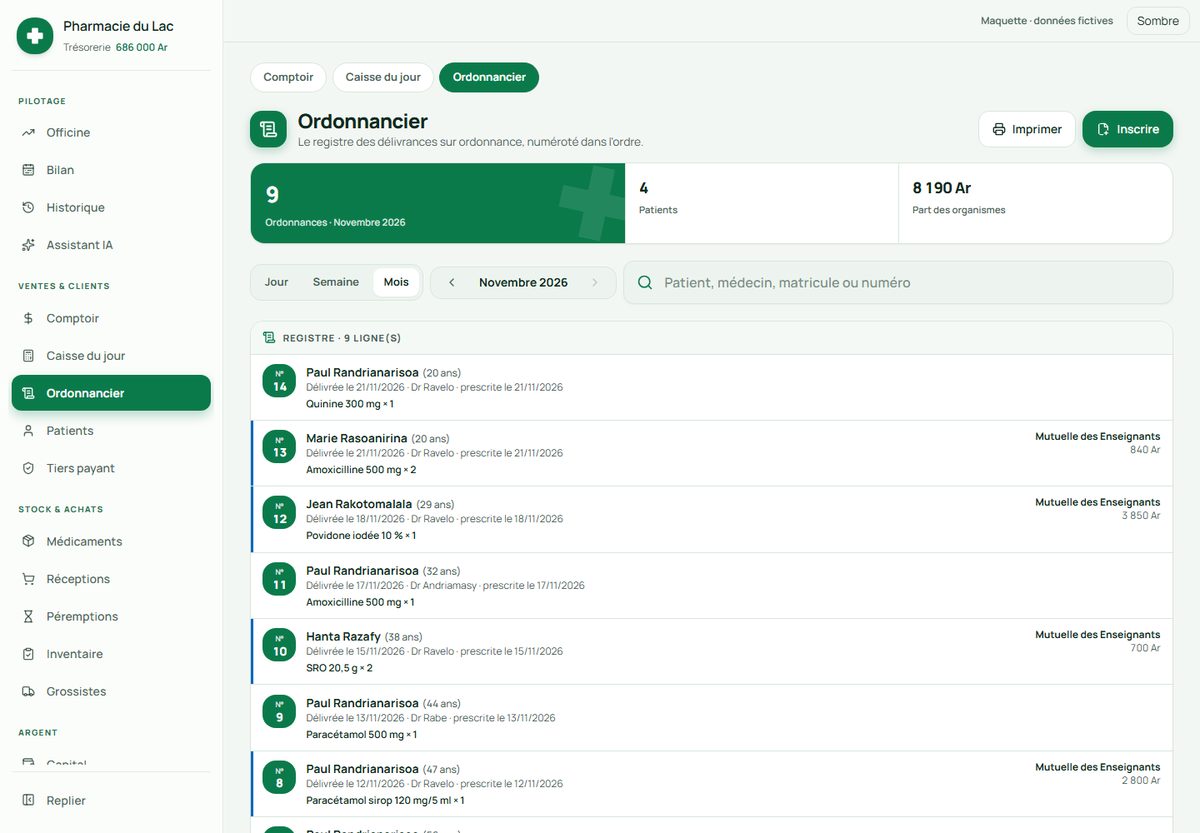 Pharmacie du Lac
Trésorerie 686 000 Ar
PILOTAGE
Officine
Bilan
Historique
Assistant IA
VENTES & CLIENTS
Comptoir
Caisse du jour
Ordonnancier
Patients
Tiers payant
STOCK & ACHATS
Médicaments
Réceptions
Péremptions
Inventaire
Grossistes
ARGENT
Capital
Replier
Maquette · données fictives
Sombre
Comptoir
Caisse du jour
Ordonnancier
Ordonnancier
Le registre des délivrances sur ordonnance, numéroté dans l'ordre.
Imprimer
Inscrire
9
Ordonnances · Novembre 2026
4
Patients
8 190 Ar
Part des organismes
Jour
Semaine
Mois
Novembre 2026
Patient, médecin, matricule ou numéro
REGISTRE · 9 LIGNE(S)
N°
14
Paul Randrianarisoa (20 ans)
Délivrée le 21/11/2026 · Dr Ravelo · prescrite le 21/11/2026
Quinine 300 mg × 1
N°
13
Marie Rasoanirina (20 ans)
Délivrée le 21/11/2026 · Dr Ravelo · prescrite le 21/11/2026
Amoxicilline 500 mg × 2
Mutuelle des Enseignants
840 Ar
N°
12
Jean Rakotomalala (29 ans)
Délivrée le 18/11/2026 · Dr Ravelo · prescrite le 18/11/2026
Povidone iodée 10 % × 1
Mutuelle des Enseignants
3 850 Ar
N°
11
Paul Randrianarisoa (32 ans)
Délivrée le 17/11/2026 · Dr Andriamasy · prescrite le 17/11/2026
Amoxicilline 500 mg × 1
N°
10
Hanta Razafy (38 ans)
Délivrée le 15/11/2026 · Dr Ravelo · prescrite le 15/11/2026
SRO 20,5 g × 2
Mutuelle des Enseignants
700 Ar
N°
9
Paul Randrianarisoa (44 ans)
Délivrée le 13/11/2026 · Dr Rabe · prescrite le 13/11/2026
Paracétamol 500 mg × 1
N°
8
Paul Randrianarisoa (47 ans)
Délivrée le 12/11/2026 · Dr Ravelo · prescrite le 12/11/2026
Paracétamol sirop 120 mg/5 ml × 1
Mutuelle des Enseignants
2 800 Ar